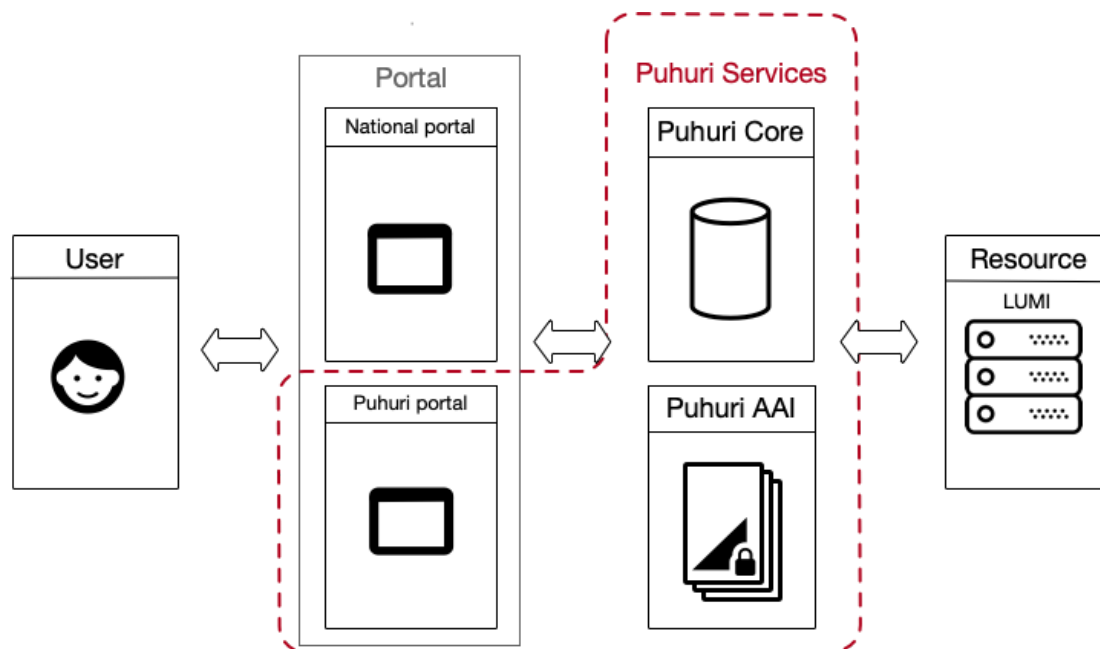 User
Portal
National portal
Puhuri portal
Puhuri Services
Puhuri Core
Puhuri AAI
Resource
LUMI